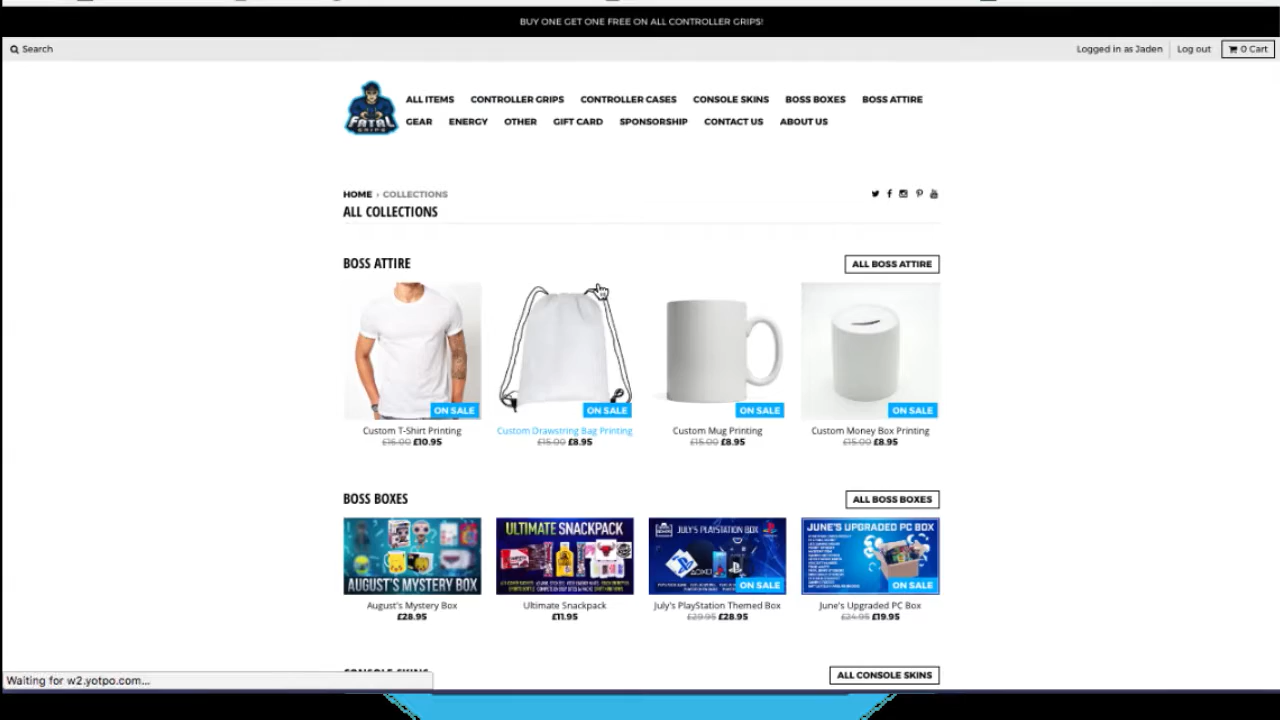 BUY ONE GET ONE FREE ON ALL CONTROLLER GRIPS!
Search
Logged in as Jaden
Log out
0 Cart
ALL ITEMS CONTROLLER GRIPS CONTROLLER CASES CONSOLE SKINS BOSS BOXES BOSS ATTIRE
FATAL
GRIPS
GEAR ENERGY OTHER GIFT CARD SPONSORSHIP CONTACT US ABOUT US
HOME › COLLECTIONS
ALL COLLECTIONS
BOSS ATTIRE
ALL BOSS ATTIRE
ON SALE ON SALE ON SALE ON SALE
Custom T-Shirt Printing Custom Drawstring Bag Printing Custom Mug Printing Custom Money Box Printing
£16.00 £10.95 £15.00 £8.95 £15.00 £8.95 £15.00 £8.95
BOSS BOXES
ALL BOSS BOXES
ULTIMATE SNACKPACK
JULY'S PLAYSTATION BOX
JUNE'S UPGRADED PC BOX
AUGUST'S MYSTERY BOX
ON SALE ON SALE
August's Mystery Box Ultimate Snackpack July's PlayStation Themed Box June's Upgraded PC Box
£28.95 £11.95 £29.95 £28.95 £24.95 £19.95
CONSOLE SKINS
ALL CONSOLE SKINS
Waiting for w2.yotpo.com...